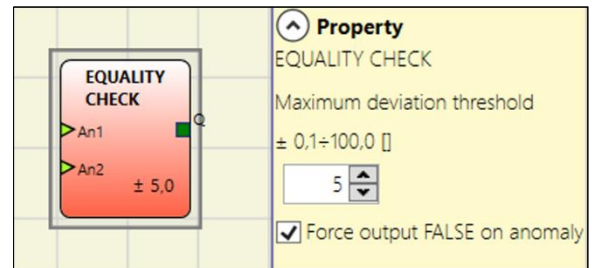 EQUALITY
CHECK
An1
Q
An2
± 5,0
Property
EQUALITY CHECK
Maximum deviation threshold
± 0,1÷100,0 []
5
Force output FALSE on anomaly